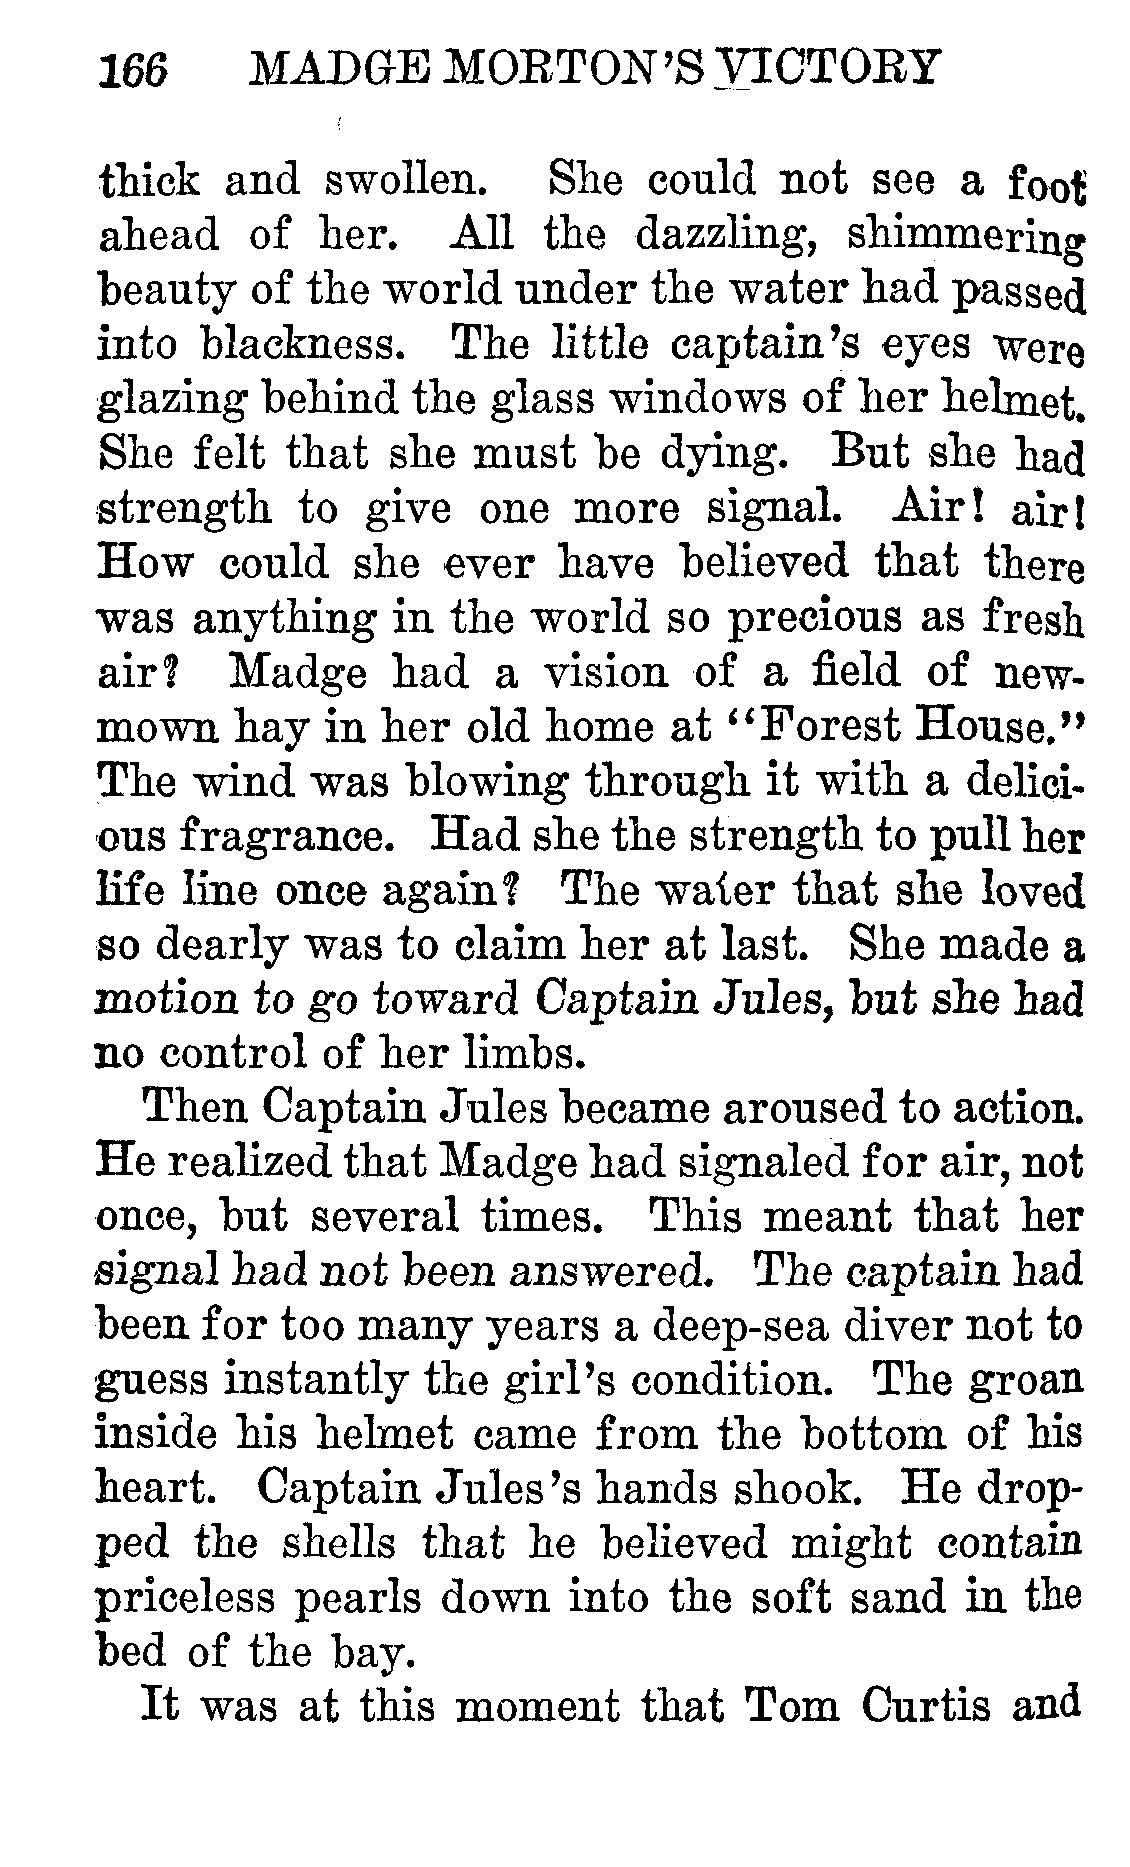 166 MADGE MORTON'S VICTORY
thick and swollen. She could not see a foot
ahead of her. All the dazzling, shimmering
beauty of the world under the water had passed
into blackness. The little captain's eyes were
glazing behind the glass windows of her helmet.
She felt that she must be dying. But she had
strength to give one more signal. Air! air!
How could she ever have believed that there
was anything in the world so precious as fresh
air? Madge had a vision of a field of new-
mown hay in her old home at "Forest House."
The wind was blowing through it with a delici-
ous fragrance. Had she the strength to pull her
life line once again? The water that she loved
so dearly was to claim her at last. She made a
motion to go toward Captain Jules, but she had
no control of her limbs.
Then Captain Jules became aroused to action.
He realized that Madge had signaled for air, not
once, but several times. This meant that her
signal had not been answered. The captain had
been for too many years a deep-sea diver not to
guess instantly the girl's condition. The groan
inside his helmet came from the bottom of his
heart. Captain Jules's hands shook. He drop-
ped the shells that he believed might contain
priceless pearls down into the soft sand in the
bed of the bay.
It was at this moment that Tom Curtis and